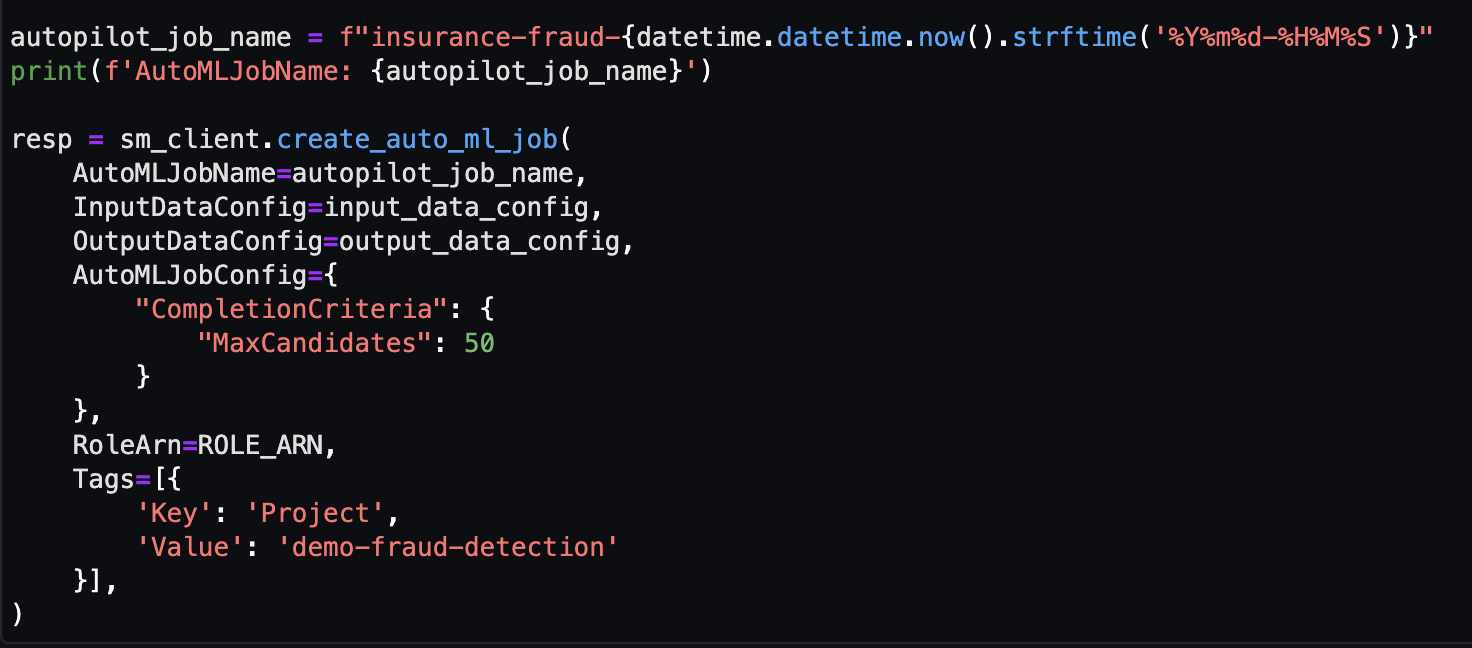 autopilot_job_name = f"insurance-fraud-{datetime.datetime.now().strftime('%Y%m%d-%H%M%S')}"
print(f'AutoMLJobName: {autopilot_job_name}')

resp = sm_client.create_auto_ml_job(
    AutoMLJobName=autopilot_job_name,
    InputDataConfig=input_data_config,
    OutputDataConfig=output_data_config,
    AutoMLJobConfig={
        "CompletionCriteria": {
            "MaxCandidates": 50
        }
    },
    RoleArn=ROLE_ARN,
    Tags=[{
        'Key': 'Project',
        'Value': 'demo-fraud-detection'
    }],
)